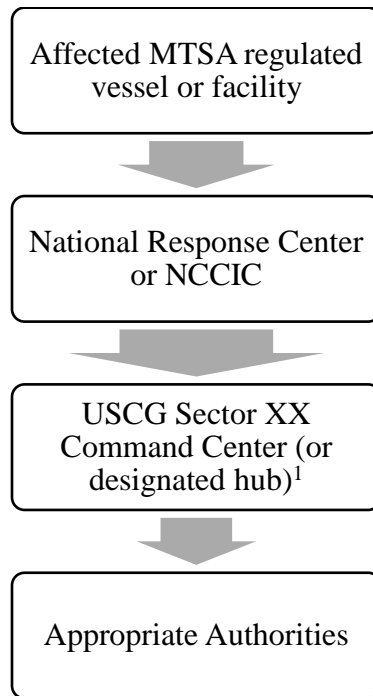 Affected MTSA regulated
vessel or facility
National Response Center
or NCCIC
USCG Sector XX
Command Center (or
designated hub)¹
Appropriate Authorities